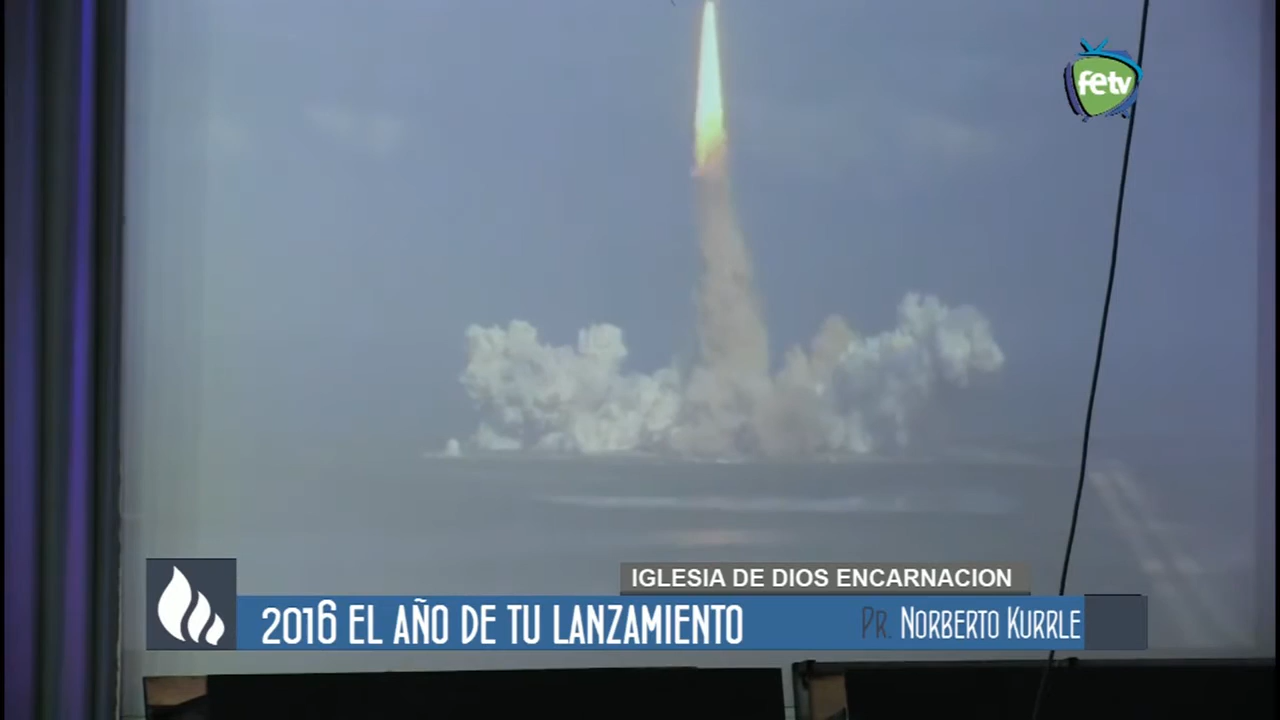 fetv
IGLESIA DE DIOS ENCARNACION
2016 EL AÑO DE TU LANZAMIENTO
PR. NORBERTO KURRLE